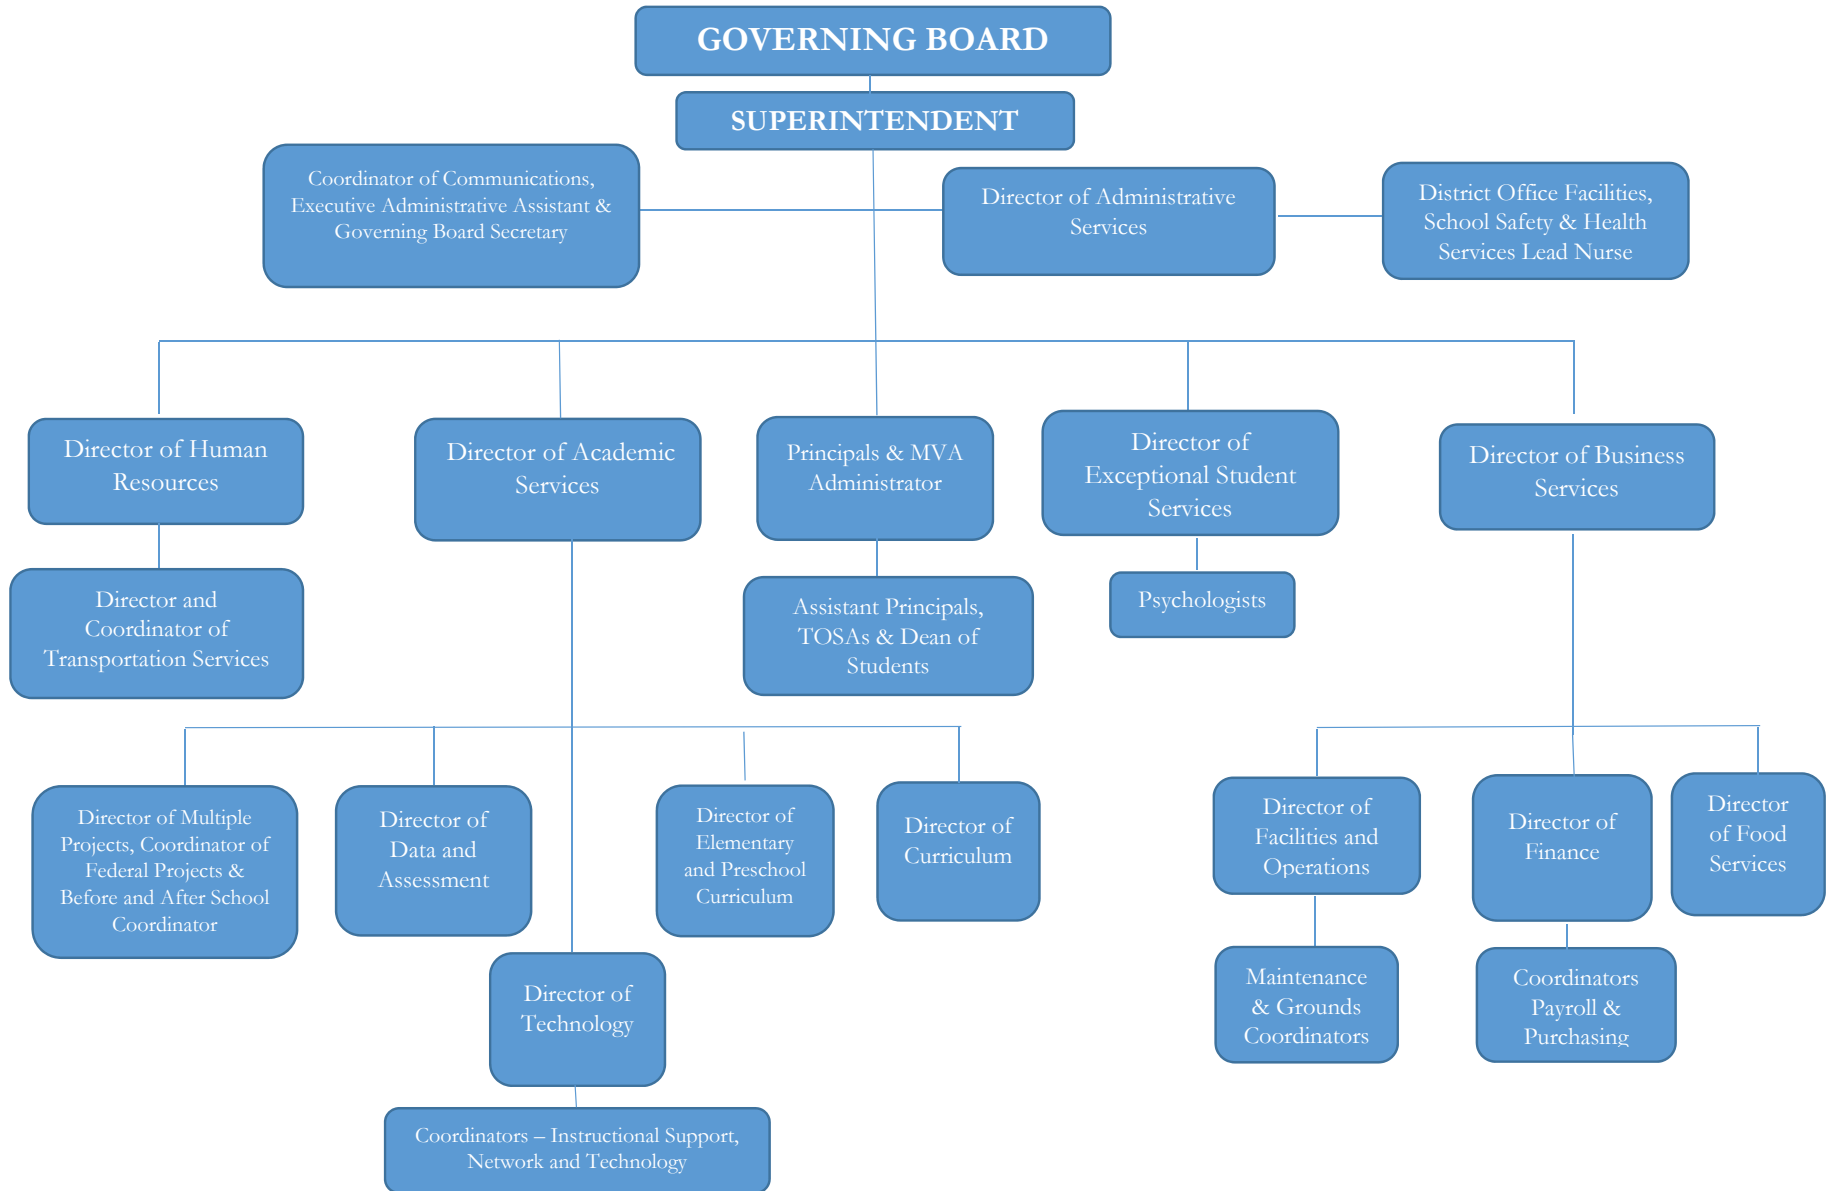 GOVERNING BOARD
SUPERINTENDENT
Coordinator of Communications,
Executive Administrative Assistant &
Governing Board Secretary
Director of Administrative
Services
District Office Facilities,
School Safety & Health
Services Lead Nurse
Director of Human
Resources
Director of Academic
Services
Principals & MVA
Administrator
Director of
Exceptional Student
Services
Director of Business
Services
Director and
Coordinator of
Transportation Services
Assistant Principals,
TOSAs & Dean of
Students
Psychologists
Director of Multiple
Projects, Coordinator of
Federal Projects &
Before and After School
Coordinator
Director of
Data and
Assessment
Director of
Elementary
and Preschool
Curriculum
Director of
Curriculum
Director of
Facilities and
Operations
Director of
Finance
Director
of Food
Services
Director of
Technology
Maintenance
& Grounds
Coordinators
Coordinators
Payroll &
Purchasing
Coordinators – Instructional Support,
Network and Technology